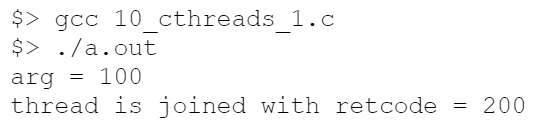 $> gcc 10_cthreads_1.c
$> ./a.out
arg = 100
thread is joined with retcode = 200